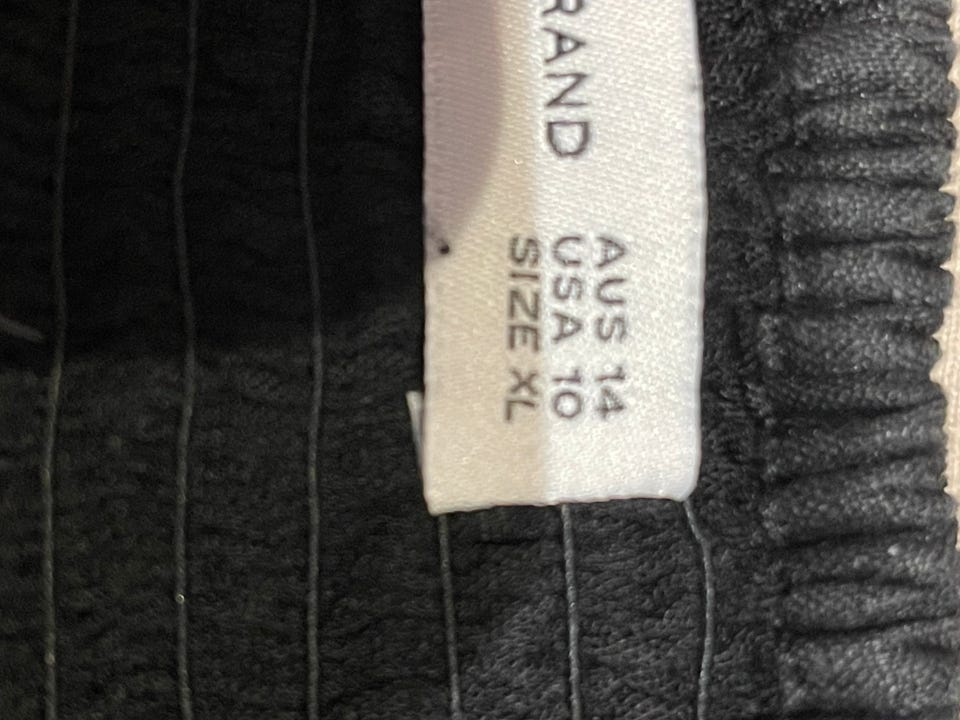 RAND
AUS 14
USA 10
SIZE XL